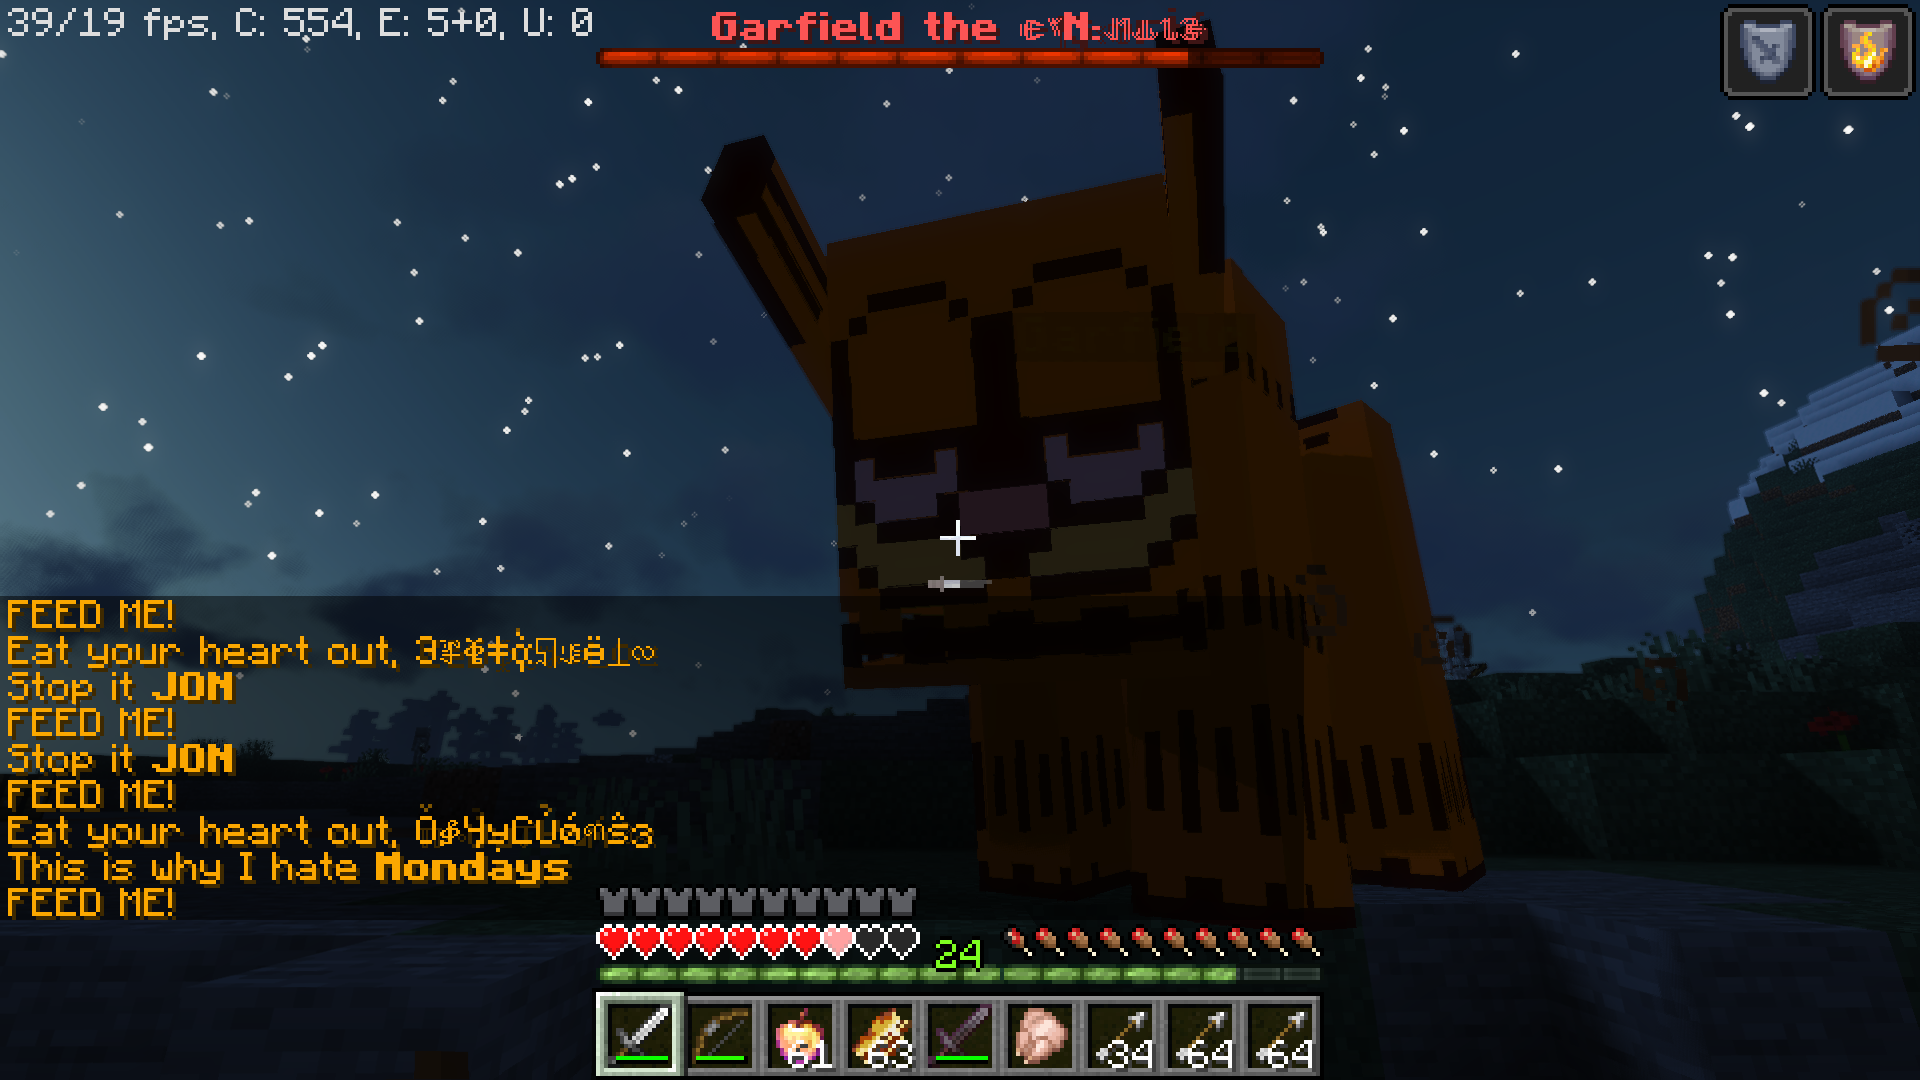 39/19 fps, C: 554, E: 5+0, U: 0
Garfield the
Garfield
FEED ME!
Eat your heart out,
Stop it JON
FEED ME!
Stop it JON
FEED ME!
Eat your heart out,
This is why I hate Mondays
FEED ME!
24
61
63
34
64
64